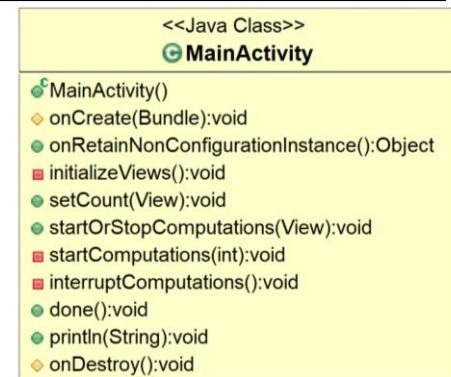 <<Java Class>>
MainActivity
MainActivity()
onCreate(Bundle):void
onRetainNonConfigurationInstance():Object
initializeViews():void
setCount(View):void
startOrStopComputations(View):void
startComputations(int):void
interruptComputations():void
done():void
println(String):void
onDestroy():void